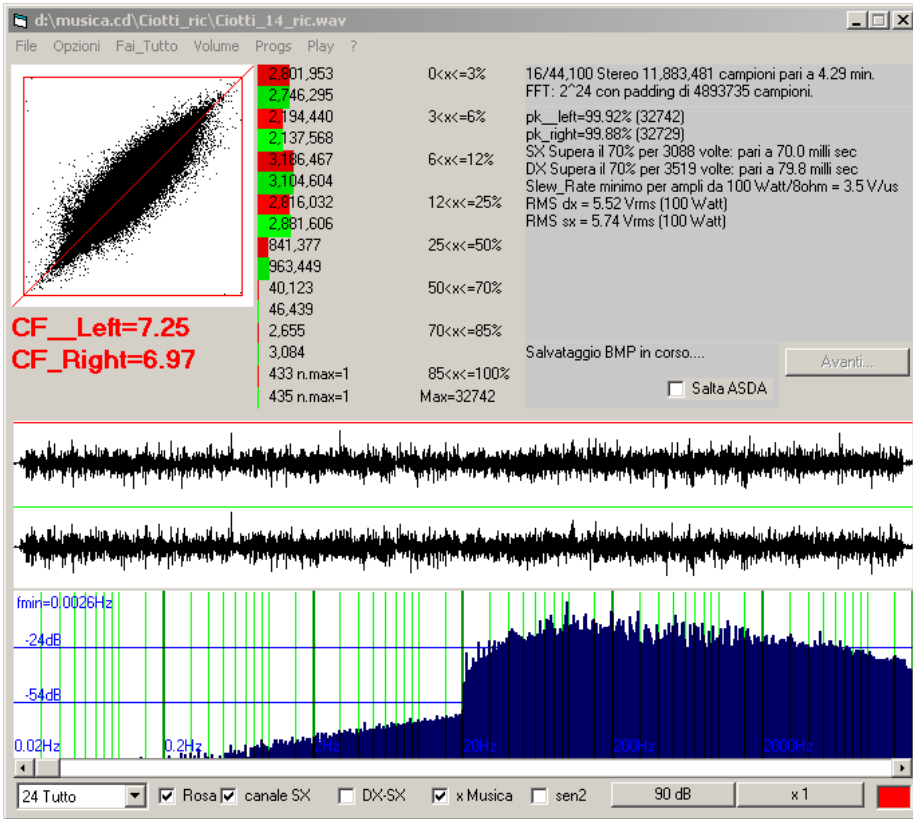 d:\musica.cd\Ciotti_ric\Ciotti_14_ric.wav
File Opzioni Fai_Tutto Volume Progs Play ?
2,801,953 0<x<=3%
2,746,295
2,194,440 3<x<=6%
2,137,568
3,186,467 6<x<=12%
3,104,604
2,816,032 12<x<=25%
2,881,606
841,377 25<x<=50%
963,449
40,123 50<x<=70%
46,439
2,655 70<x<=85%
3,084
433 n.max=1 85<x<=100%
435 n.max=1 Max=32742
16/44,100 Stereo 11,883,481 campioni pari a 4.29 min.
FFT: 2^24 con padding di 4893735 campioni.
pk__left=99.92% (32742)
pk_right=99.88% (32729)
SX Supera il 70% per 3088 volte: pari a 70.0 milli sec
DX Supera il 70% per 3519 volte: pari a 79.8 milli sec
Slew_Rate minimo per ampli da 100 Watt/8ohm = 3.5 V/us
RMS dx = 5.52 Vrms (100 Watt)
RMS sx = 5.74 Vrms (100 Watt)
CF__Left=7.25
CF_Right=6.97
Salvataggio BMP in corso....
Avanti...
Salta ASDA
fmin=0.0026Hz
-24dB
-54dB
0.02Hz 0.2Hz 2Hz 20Hz 200Hz 2000Hz
24 Tutto Rosa canale SX DX-SX x Musica sen2 90 dB x 1